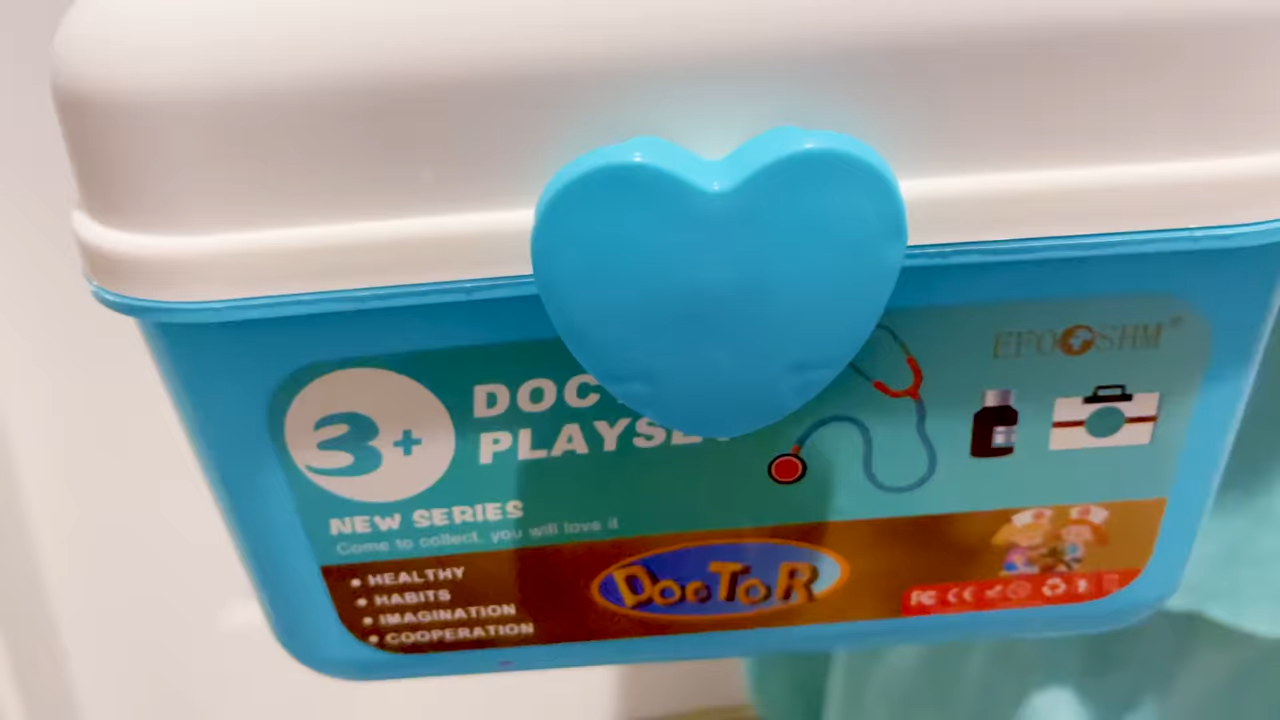 EFOSHM
3+
DOC
PLAYSE
NEW SERIES
Come to collect, you will love it
• HEALTHY
• HABITS
• IMAGINATION
• COOPERATION
DocToR
FC CE